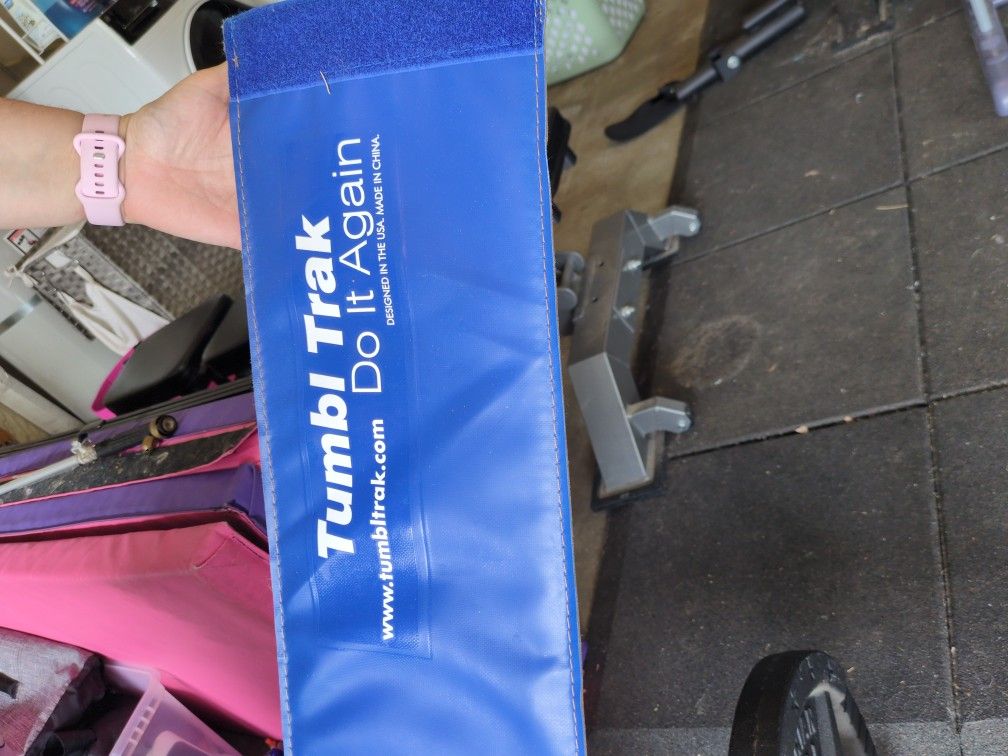 Tumbl Trak
Do It Again
DESIGNED IN THE USA. MADE IN CHINA.
www.tumbltrak.com